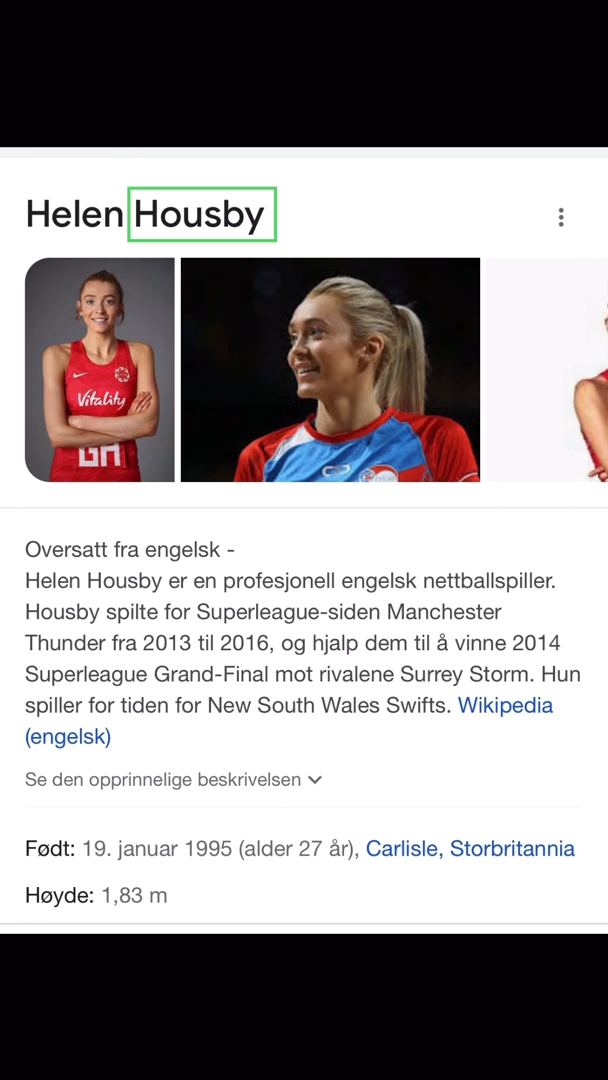 Helen Housby
Vitality
GA
Oversatt fra engelsk -
Helen Housby er en profesjonell engelsk nettballspiller.
Housby spilte for Superleague-siden Manchester
Thunder fra 2013 til 2016, og hjalp dem til å vinne 2014
Superleague Grand-Final mot rivalene Surrey Storm. Hun
spiller for tiden for New South Wales Swifts. Wikipedia
(engelsk)
Se den opprinnelige beskrivelsen
Født: 19. januar 1995 (alder 27 år), Carlisle, Storbritannia
Høyde: 1,83 m